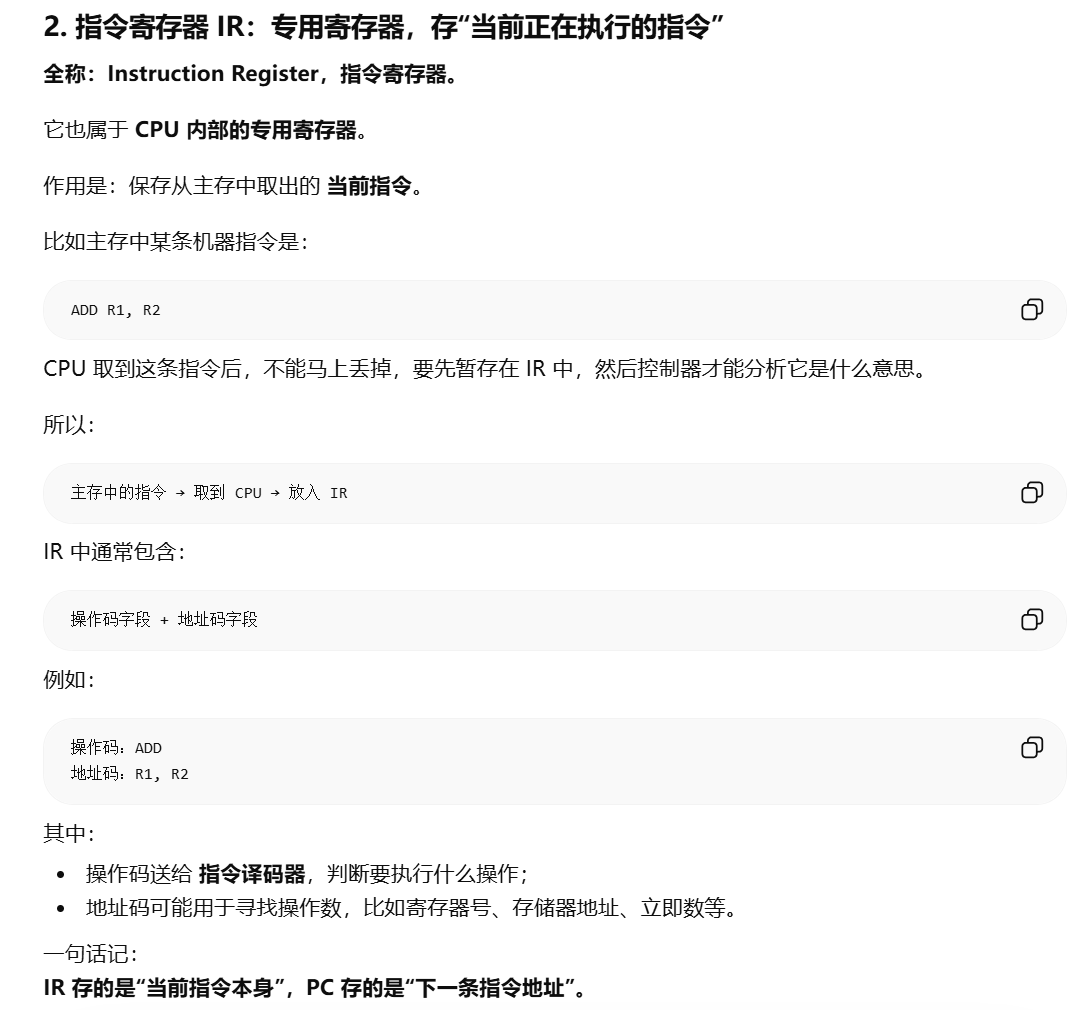 2. 指令寄存器 IR：专用寄存器，存“当前正在执行的指令”
全称：Instruction Register，指令寄存器。
它也属于 CPU 内部的专用寄存器。
作用是：保存从主存中取出的 当前指令。
比如主存中某条机器指令是：
ADD R1, R2
CPU 取到这条指令后，不能马上丢掉，要先暂存在 IR 中，然后控制器才能分析它是什么意思。
所以：
主存中的指令 → 取到 CPU → 放入 IR
IR 中通常包含：
操作码字段 + 地址码字段
例如：
操作码：ADD
地址码：R1, R2
其中：
• 操作码送给 指令译码器，判断要执行什么操作；
• 地址码可能用于寻找操作数，比如寄存器号、存储器地址、立即数等。
一句话记：
IR 存的是“当前指令本身”，PC 存的是“下一条指令地址”。